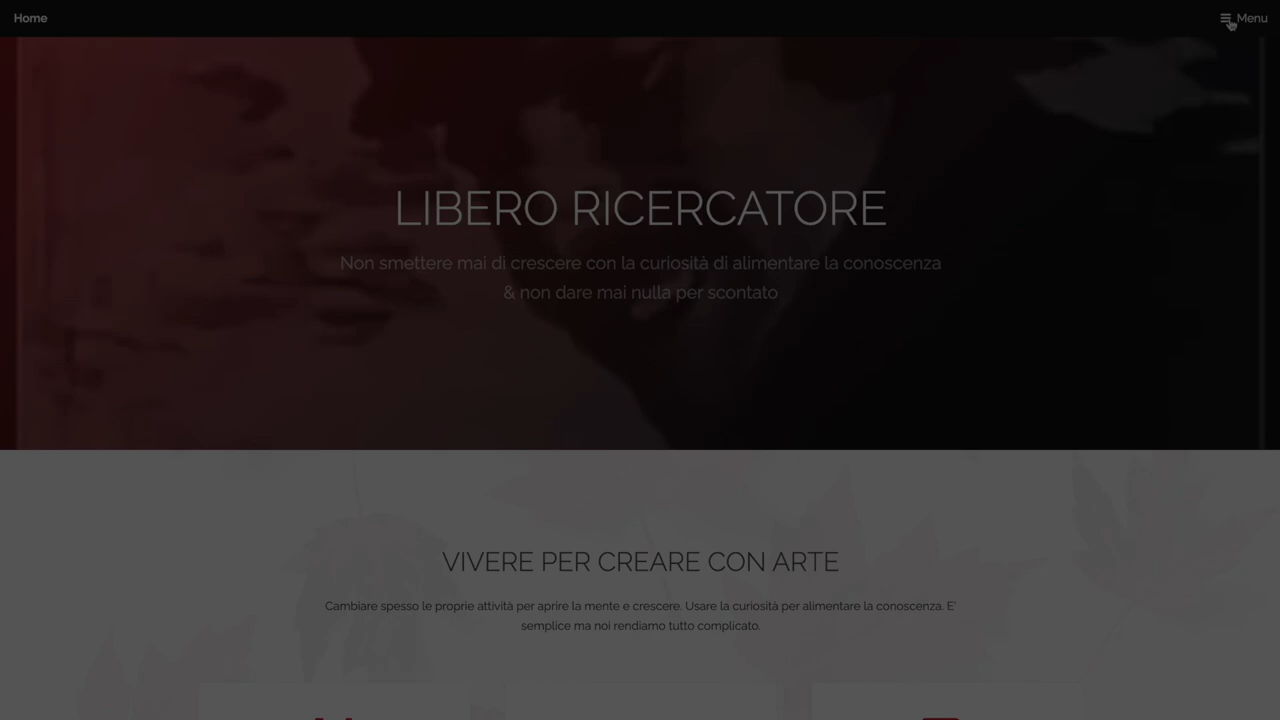 Home
Menu
LIBERO RICERCATORE
Non smettere mai di crescere con la curiosità di alimentare la conoscenza
& non dare mai nulla per scontato
VIVERE PER CREARE CON ARTE
Cambiare spesso le proprie attività per aprire la mente e crescere. Usare la curiosità per alimentare la conoscenza. E'
semplice ma noi rendiamo tutto complicato.